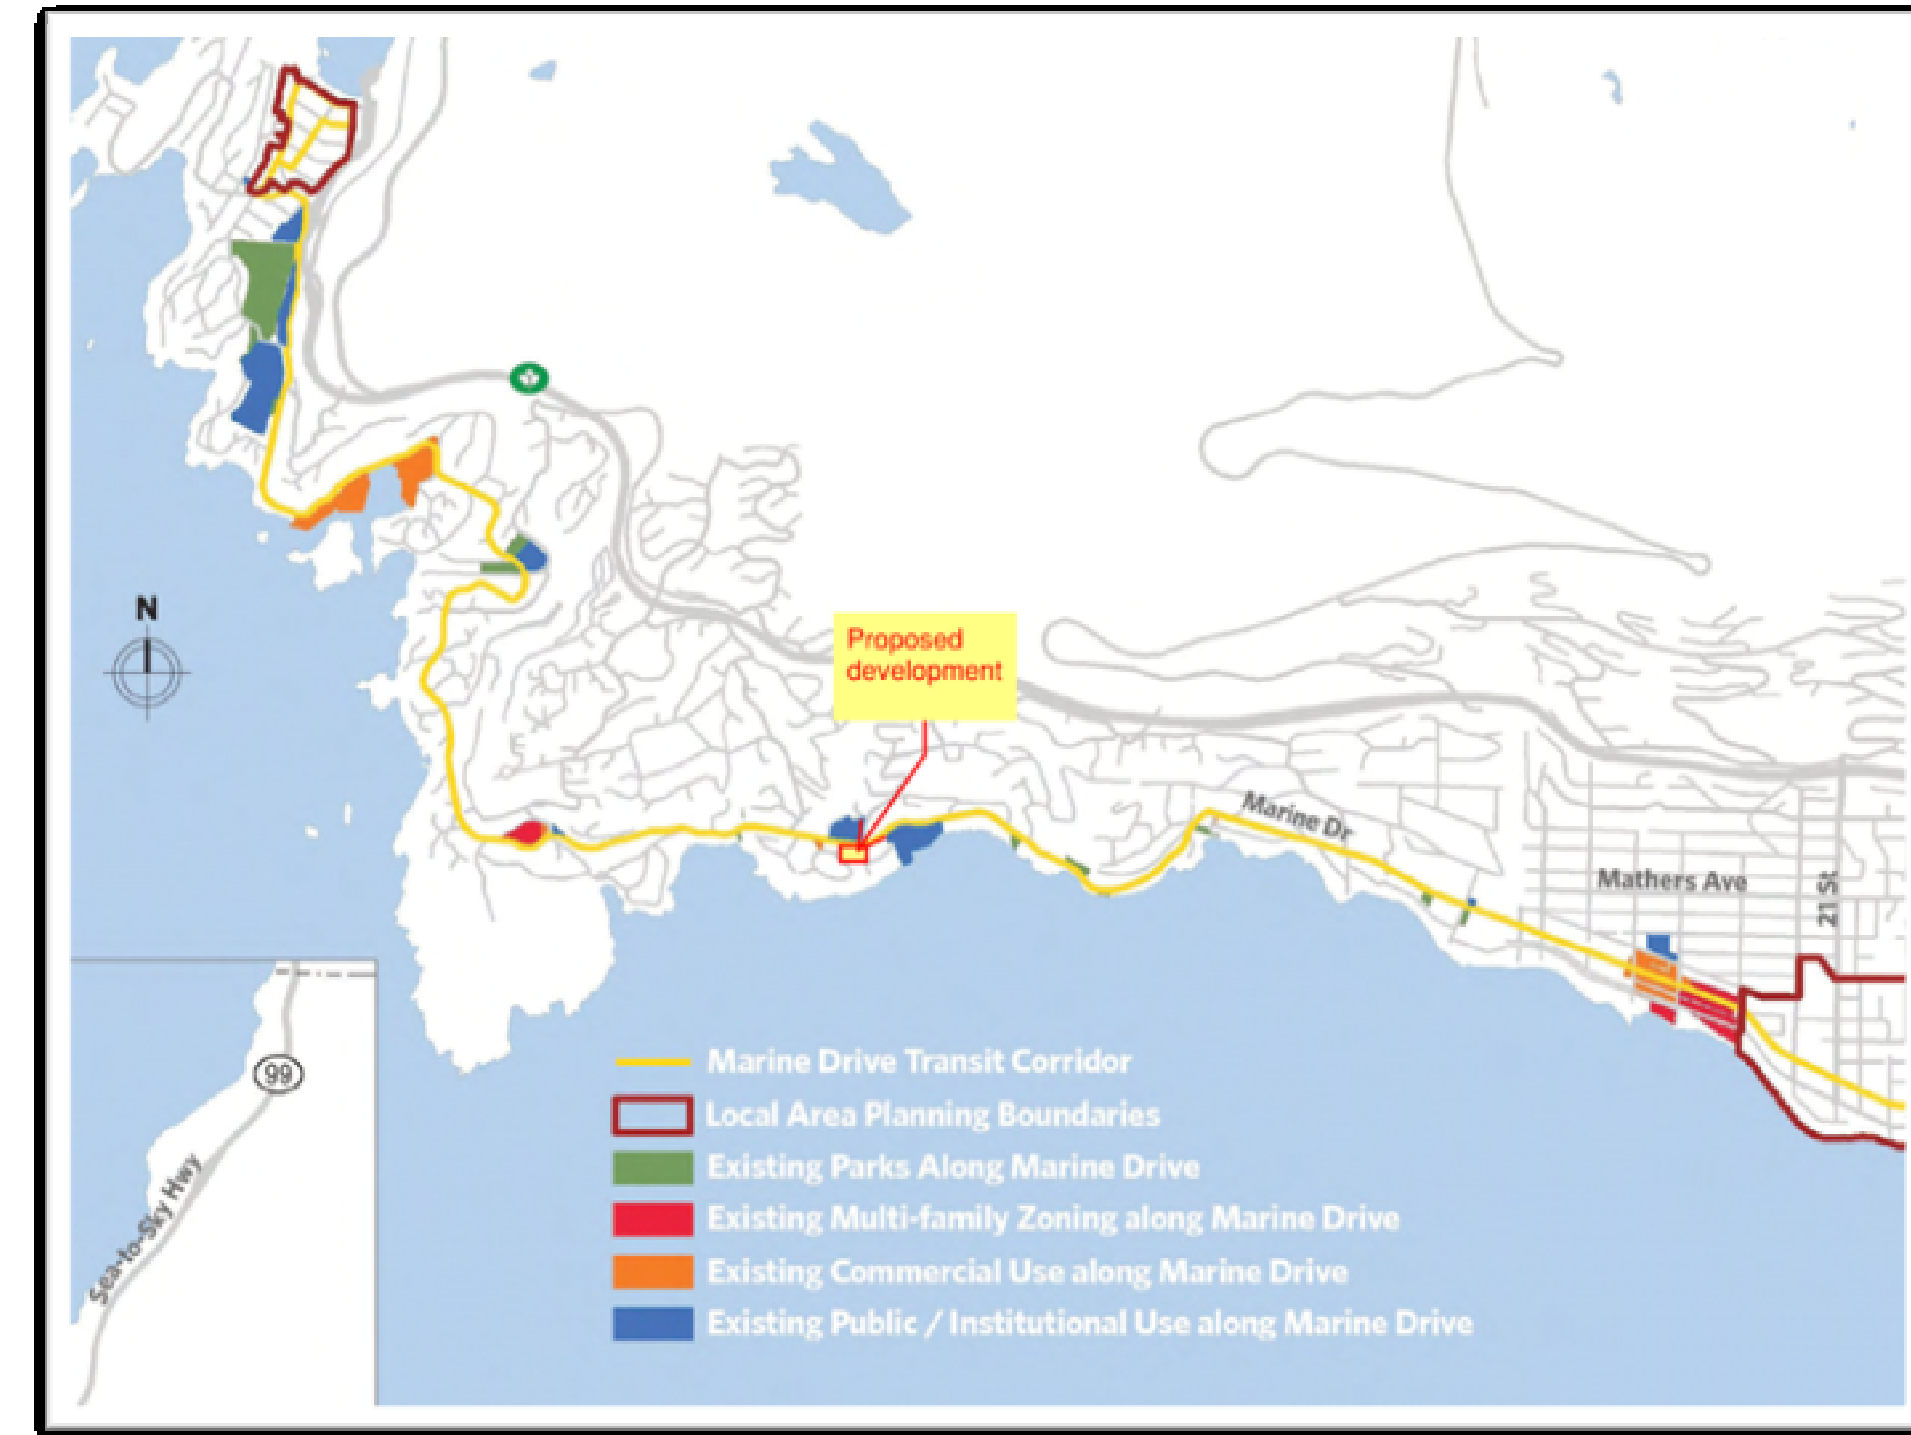 N
Proposed
development
Marine Dr
Mathers Ave
21 St
99
Sea-to-Sky Hwy
Marine Drive Transit Corridor
Local Area Planning Boundaries
Existing Parks Along Marine Drive
Existing Multi-family Zoning along Marine Drive
Existing Commercial Use along Marine Drive
Existing Public / Institutional Use along Marine Drive